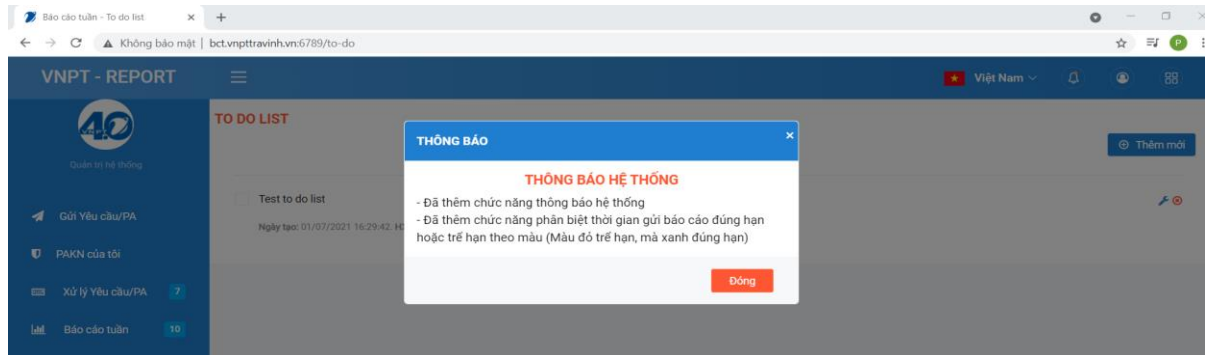 Báo cáo tuần - To do list
Không bảo mật | bct.vnpttravinh.vn:6789/to-do
P
VNPT - REPORT
Việt Nam
4.0
Quản trị hệ thống
TO DO LIST
Thêm mới
THÔNG BÁO
THÔNG BÁO HỆ THỐNG
- Đã thêm chức năng thông báo hệ thống
- Đã thêm chức năng phân biệt thời gian gửi báo cáo đúng hạn
hoặc trể hạn theo màu (Màu đỏ trể hạn, mà xanh đúng hạn)
Đóng
Test to do list
Ngày tạo: 01/07/2021 16:29:42.
Gửi Yêu cầu/PA
PAKN của tôi
Xử lý Yêu cầu/PA 7
Báo cáo tuần 10